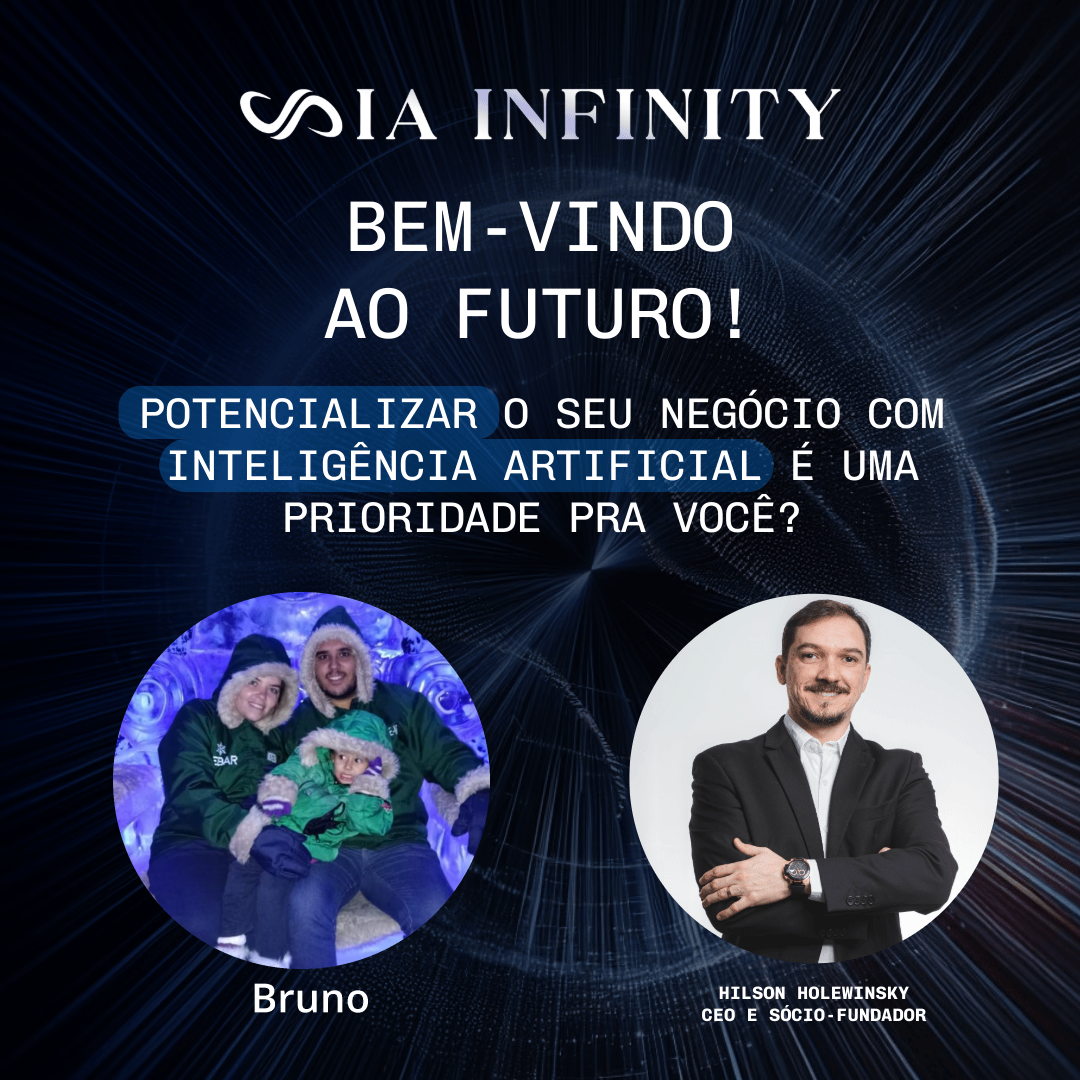 IA INFINITY
BEM-VINDO
AO FUTURO!
POTENCIALIZAR O SEU NEGÓCIO COM
INTELIGÊNCIA ARTIFICIAL É UMA
PRIORIDADE PRA VOCÊ?
Bruno
HILSON HOLEWINSKY
CEO E SÓCIO-FUNDADOR